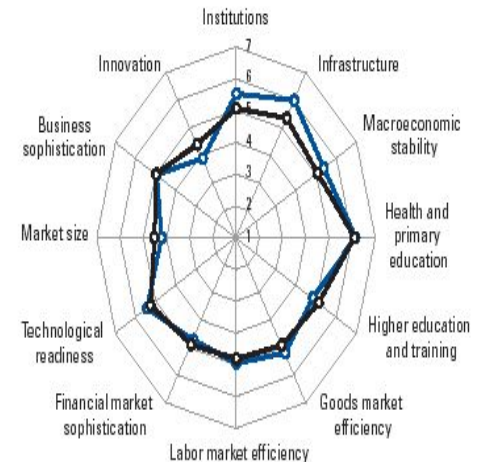 Institutions
7
Innovation
Infrastructure
6
5
Business
sophistication
Macroeconomic
stability
4
3
2
Market size
1
Health and
primary
education
Technological
readiness
Higher education
and training
Financial market
sophistication
Goods market
efficiency
Labor market efficiency